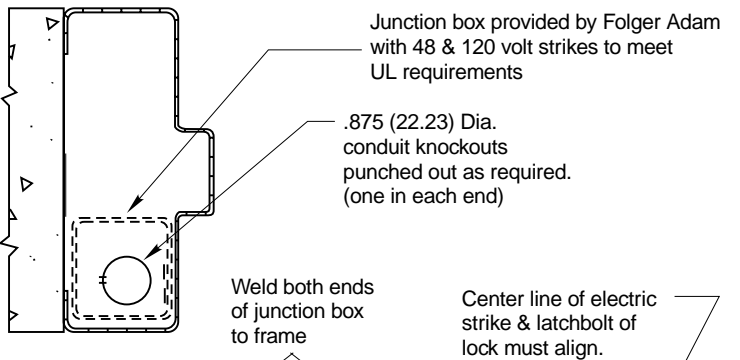 Junction box provided by Folger Adam
with 48 & 120 volt strikes to meet
UL requirements
.875 (22.23) Dia.
conduit knockouts
punched out as required.
(one in each end)
Weld both ends
of junction box
to frame
Center line of electric
strike & latchbolt of
lock must align.